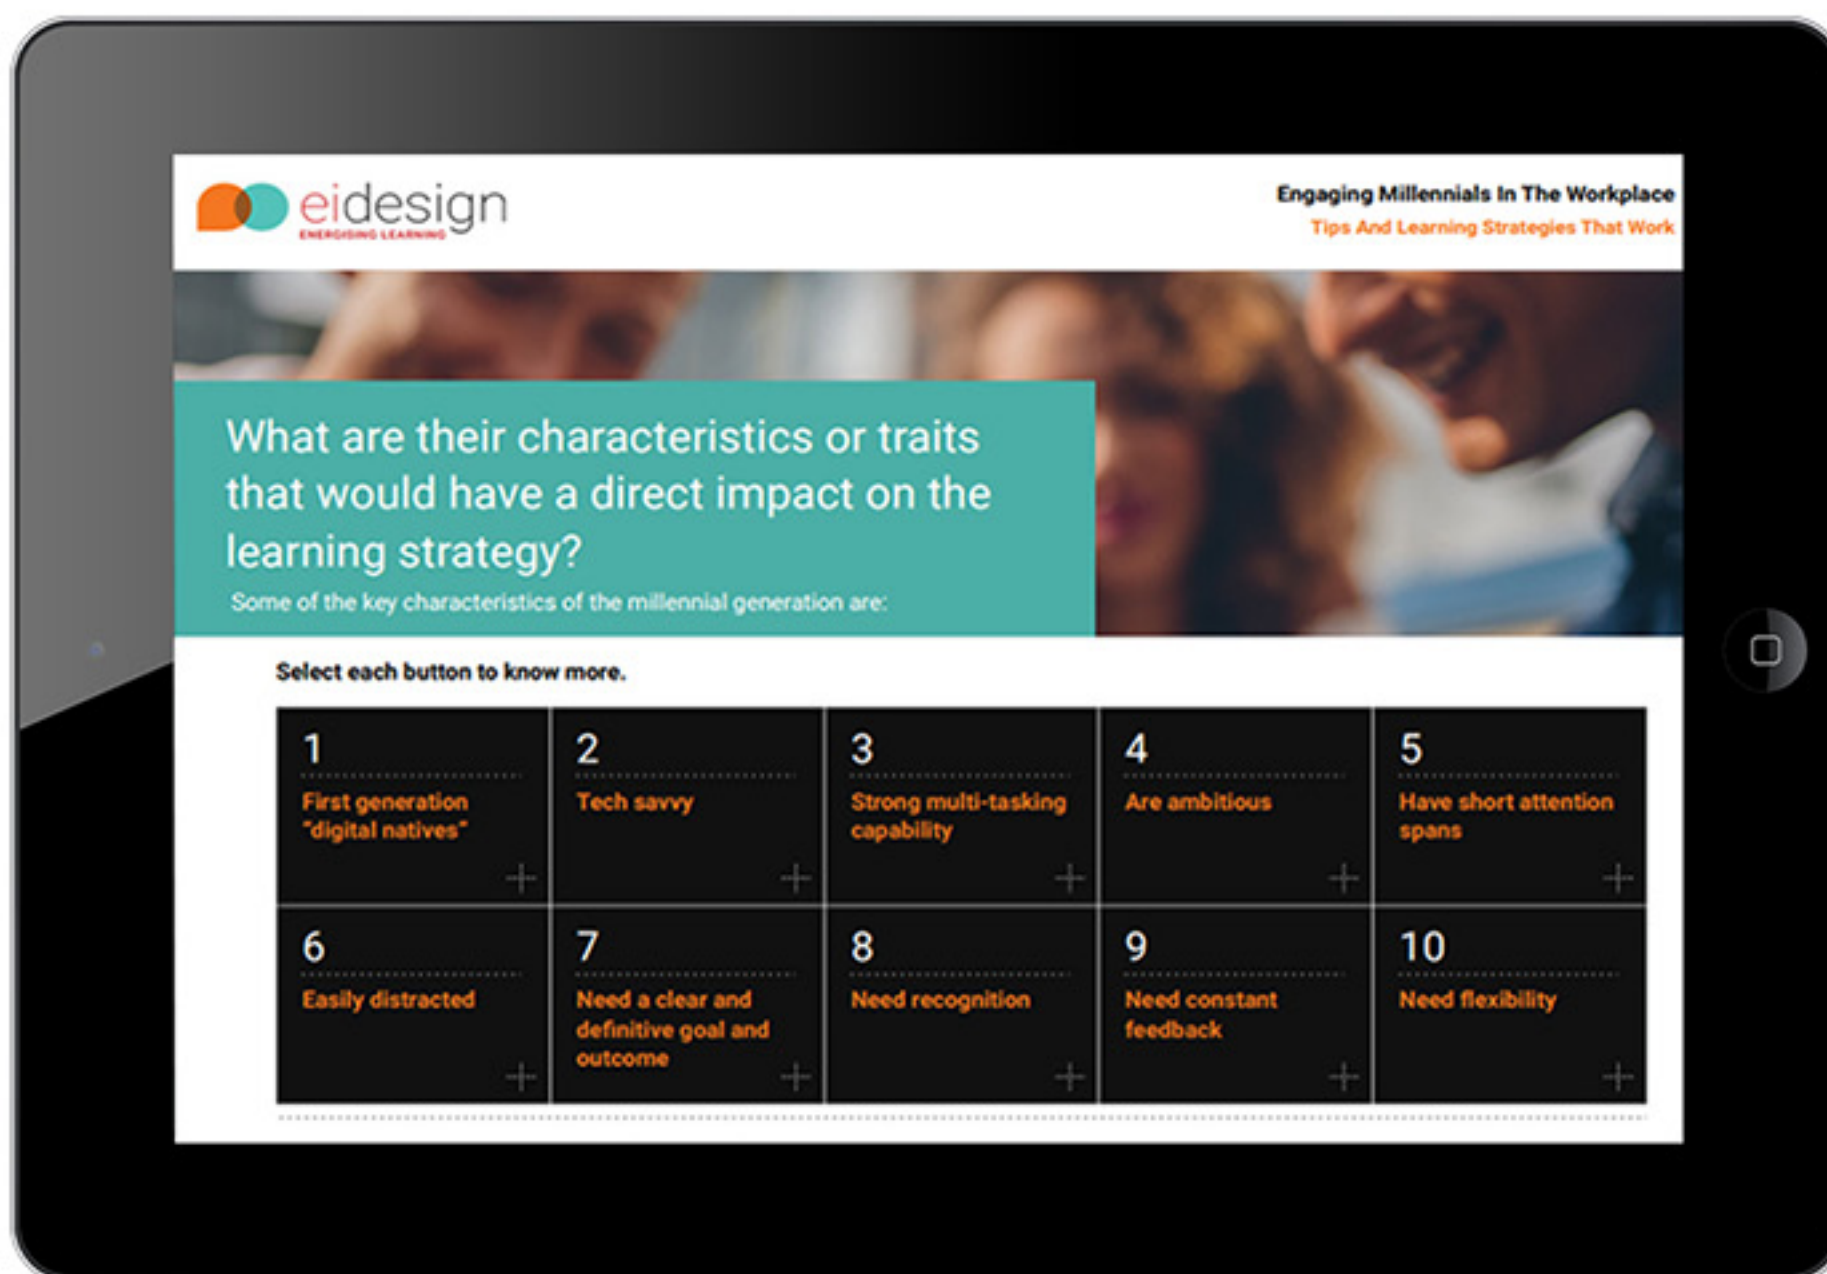 eidesign
ENERGISING LEARNING
Engaging Millennials In The Workplace
Tips And Learning Strategies That Work
What are their characteristics or traits
that would have a direct impact on the
learning strategy?
Some of the key characteristics of the millennial generation are:
Select each button to know more.
1
First generation
"digital natives"
2
Tech savvy
3
Strong multi-tasking
capability
4
Are ambitious
5
Have short attention
spans
6
Easily distracted
7
Need a clear and
definitive goal and
outcome
8
Need recognition
9
Need constant
feedback
10
Need flexibility